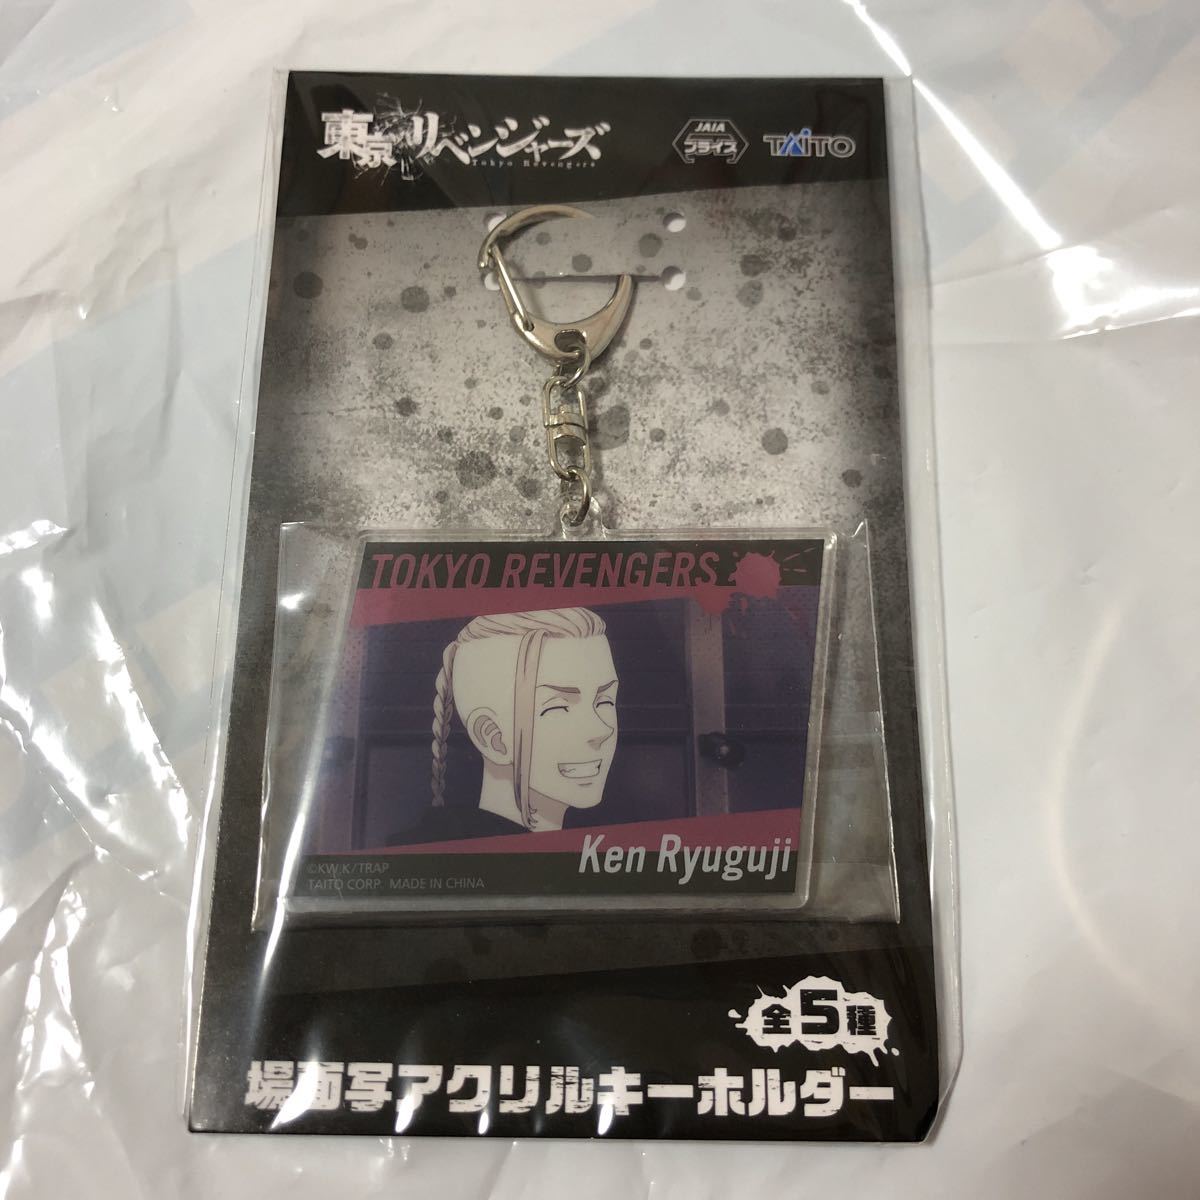 東京リベンジャーズ
Tokyo Revengers
JAIA
プライズ
TAITO
TOKYO REVENGERS
Ken Ryuguji
©KW,K/TRAP
TAITO CORP. MADE IN CHINA
全5種
場面写アクリルキーホルダー